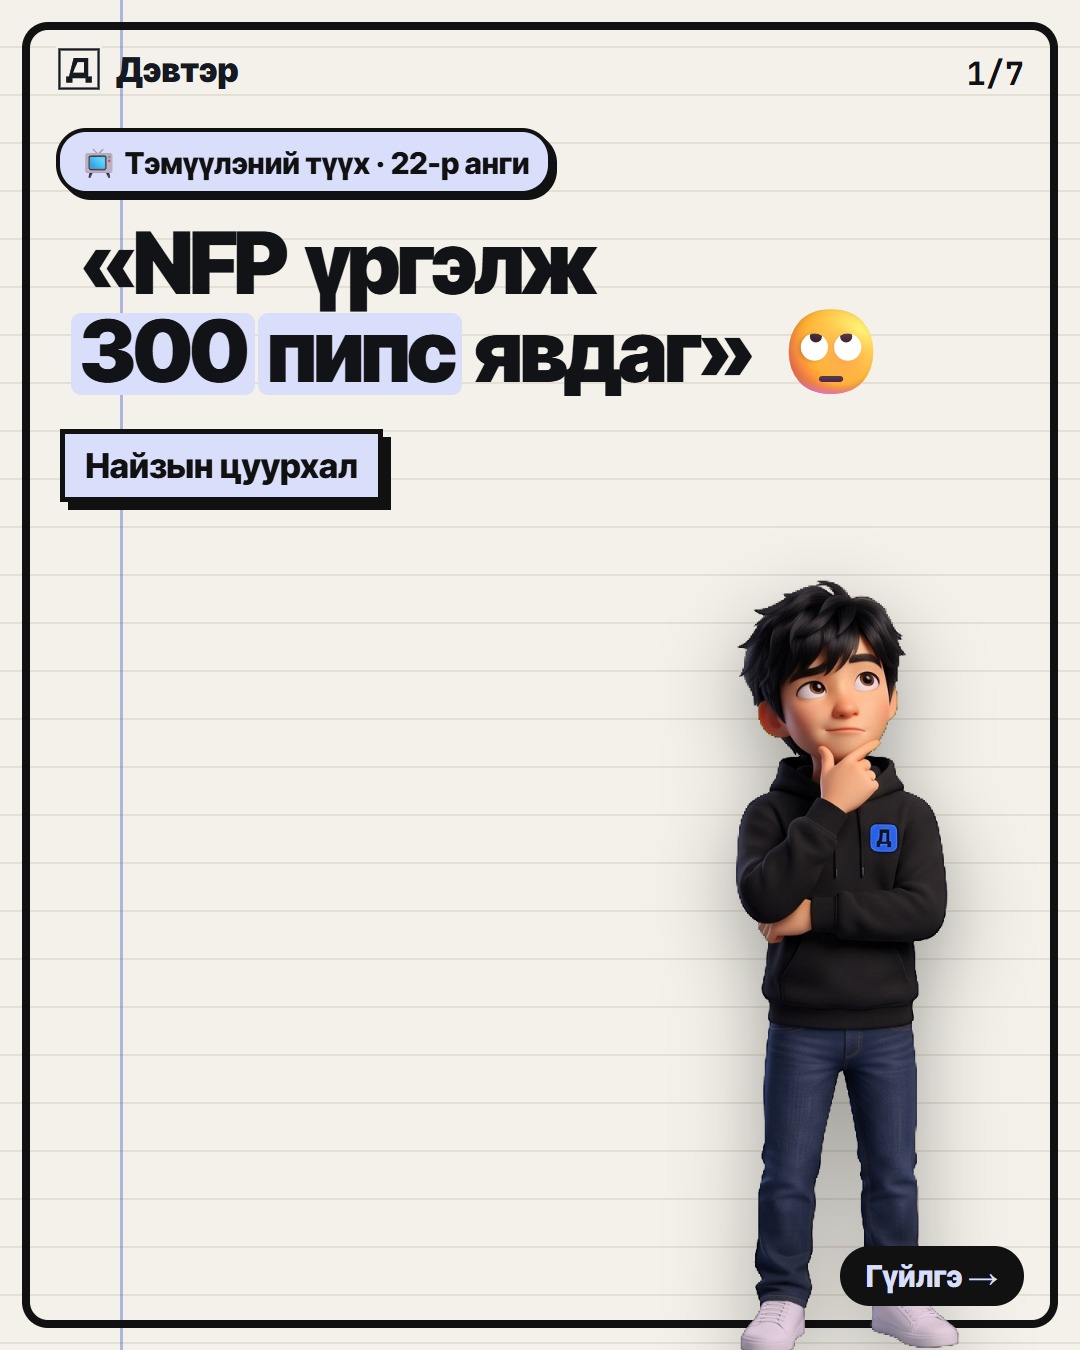 Д Дэвтэр
1/7
📺 Тэмүүлэний түүх · 22-р анги
«NFP үргэлж
300 пипс явдаг» 🙄
Найзын цуурхал
Д
Гүйлгэ →